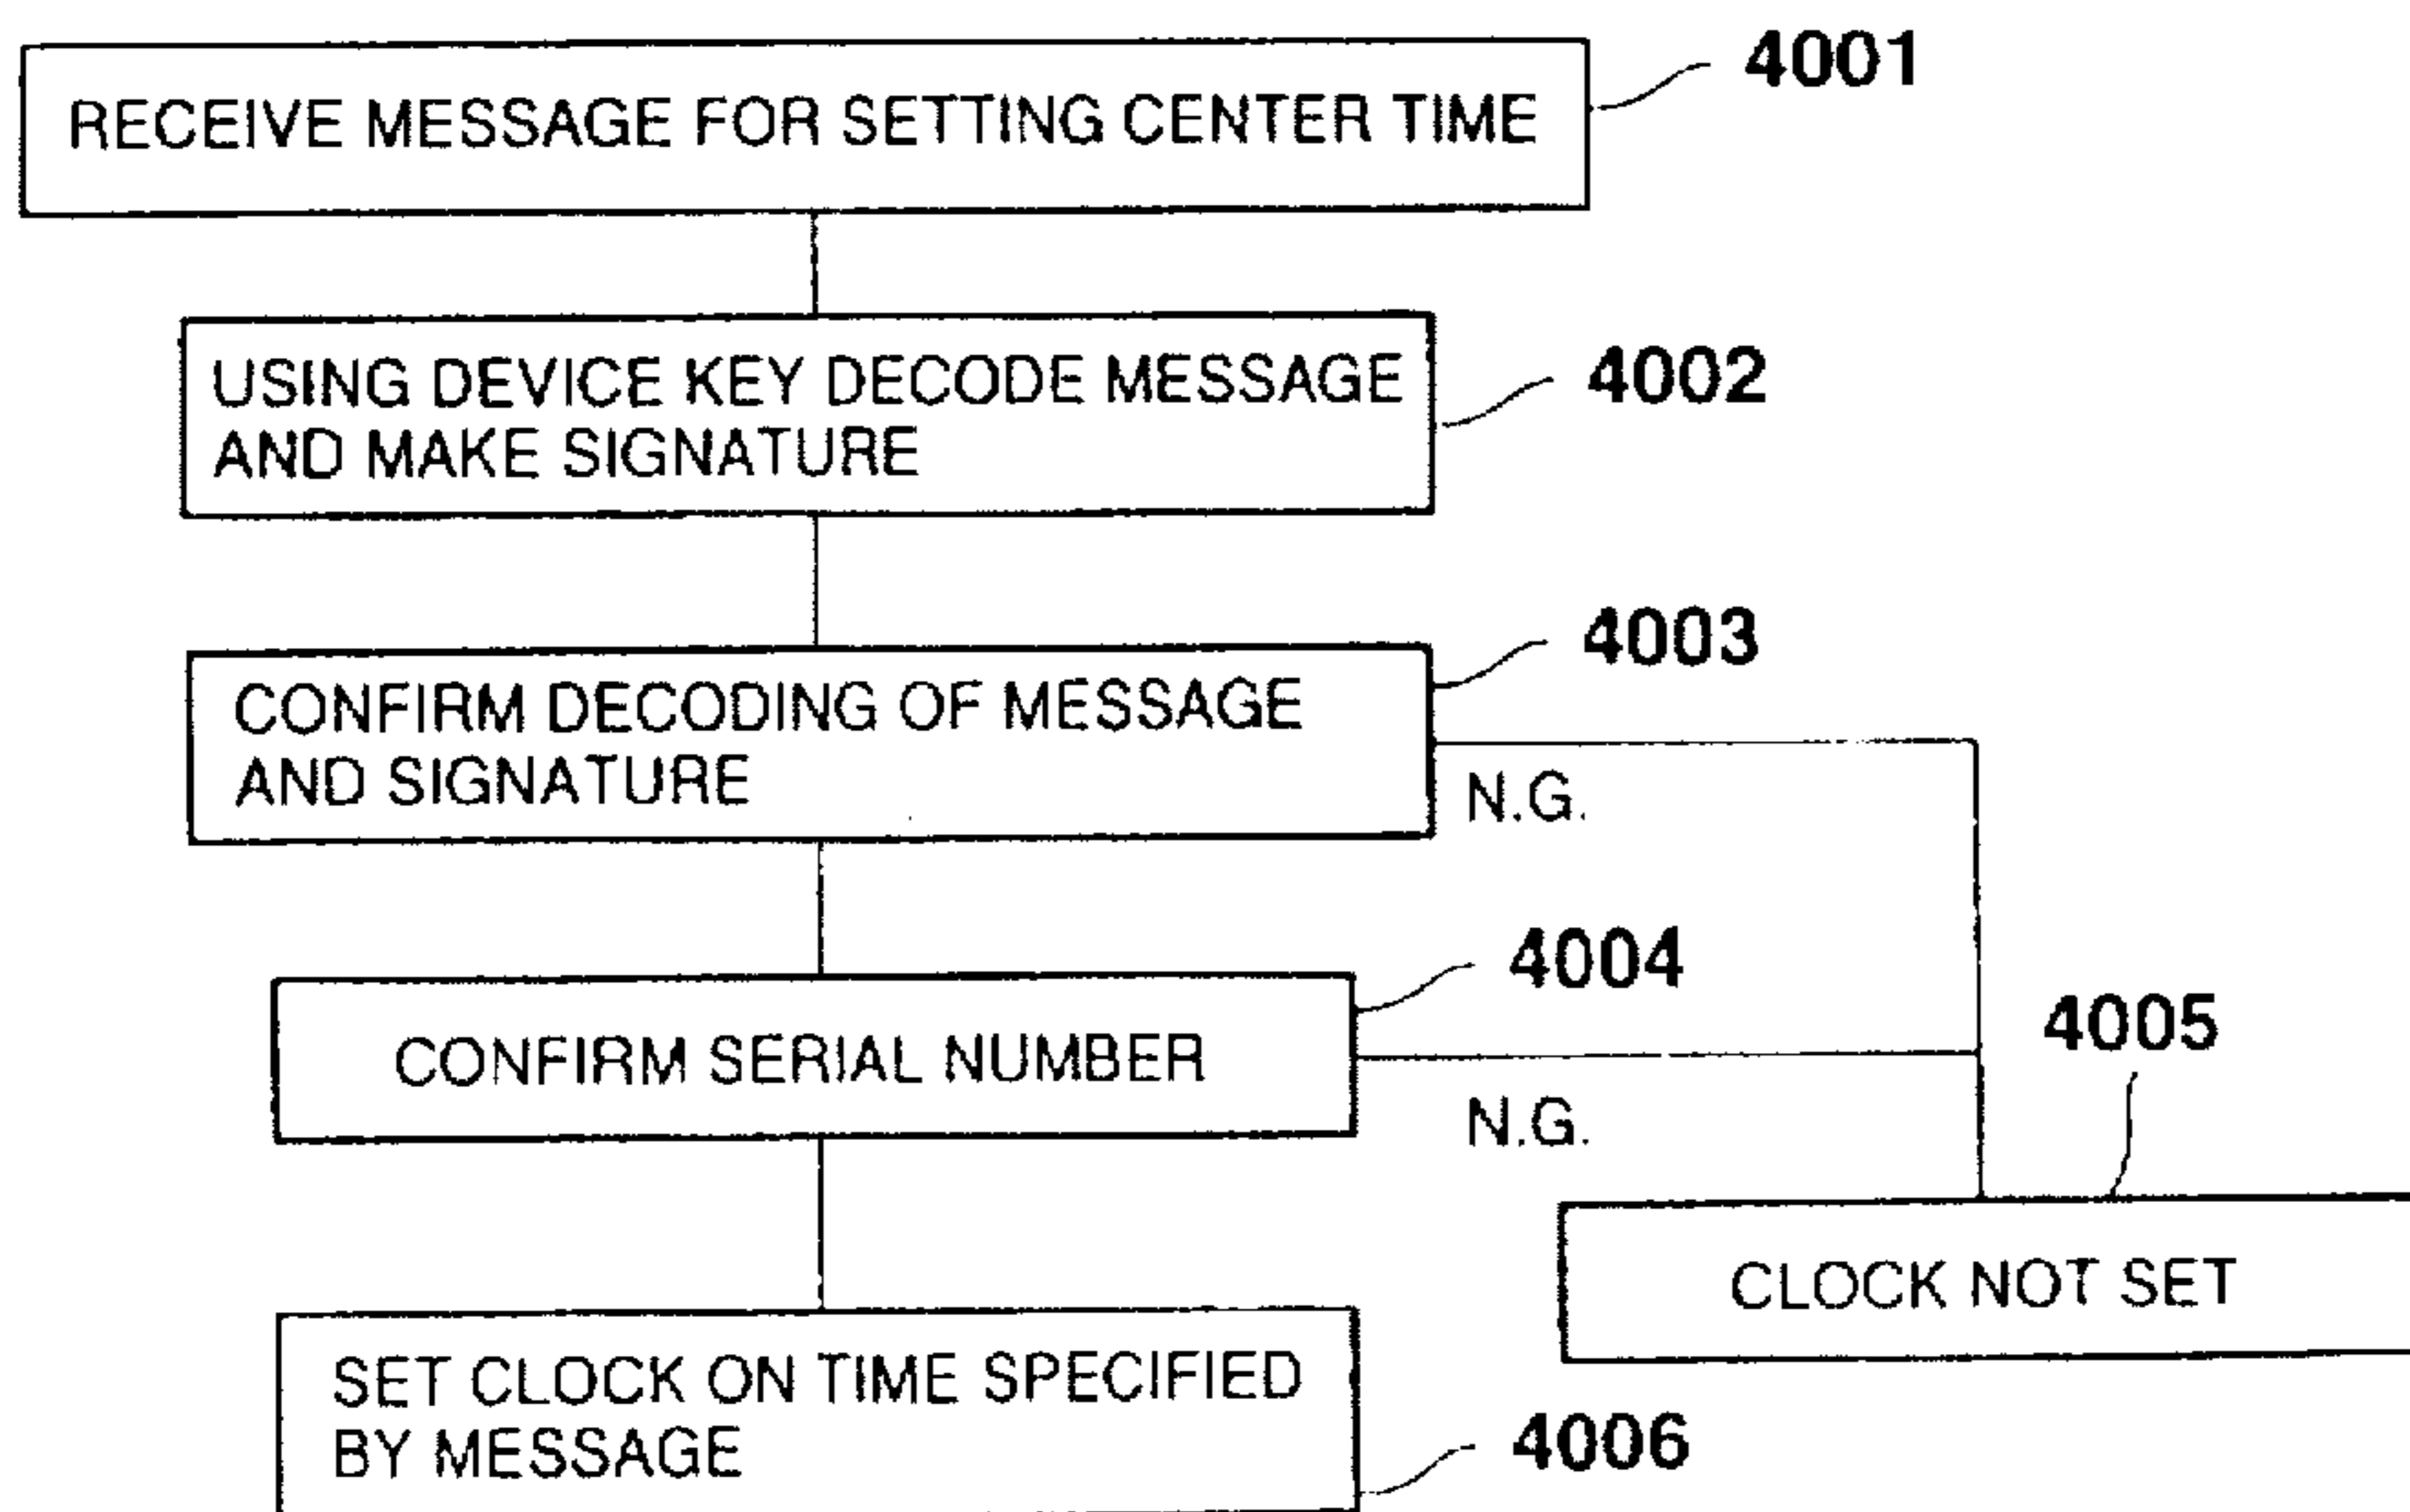 RECEIVE MESSAGE FOR SETTING CENTER TIME
4001
USING DEVICE KEY DECODE MESSAGE
AND MAKE SIGNATURE
4002
CONFIRM DECODING OF MESSAGE
AND SIGNATURE
4003
N.G.
CONFIRM SERIAL NUMBER
4004
N.G.
4005
CLOCK NOT SET
SET CLOCK ON TIME SPECIFIED
BY MESSAGE
4006